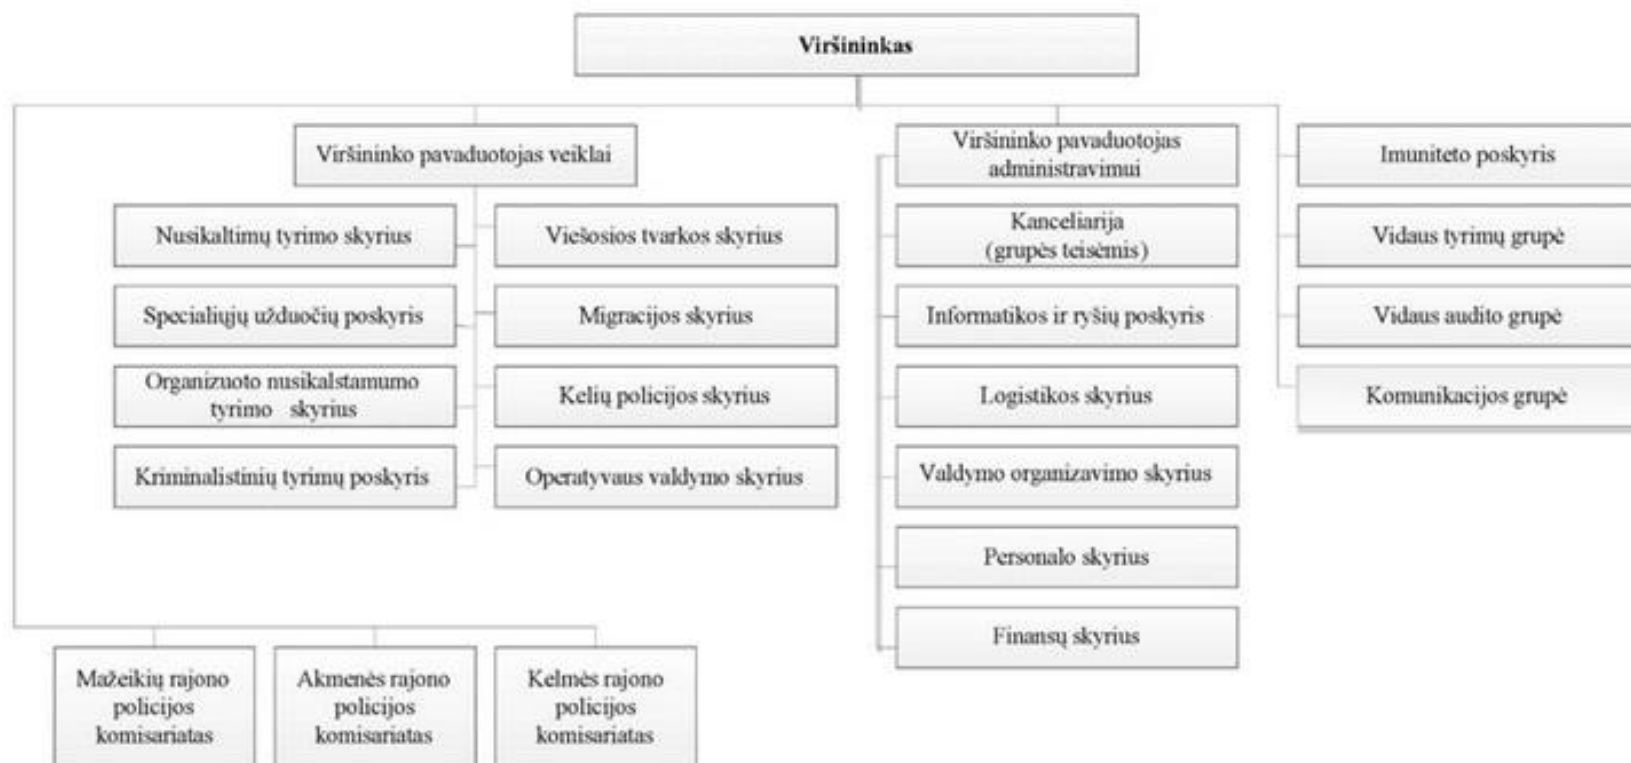 Viršininkas
Viršininko pavaduotojas veiklai
Nusikaltimų tyrimo skyrius
Viešosios tvarkos skyrius
Specialiųjų užduočių poskyris
Migracijos skyrius
Organizuoto nusikalstamumo
tyrimo skyrius
Kelių policijos skyrius
Kriminalistinių tyrimų poskyris
Operatyvaus valdymo skyrius
Viršininko pavaduotojas
administravimui
Kanceliarija
(grupės teisėmis)
Informatikos ir ryšių poskyris
Logistikos skyrius
Valdymo organizavimo skyrius
Personalo skyrius
Finansų skyrius
Imuniteto poskyris
Vidaus tyrimų grupė
Vidaus audito grupė
Komunikacijos grupė
Mažeikių rajono
policijos
komisariatas
Akmenės rajono
policijos
komisariatas
Kelmės rajono
policijos
komisariatas